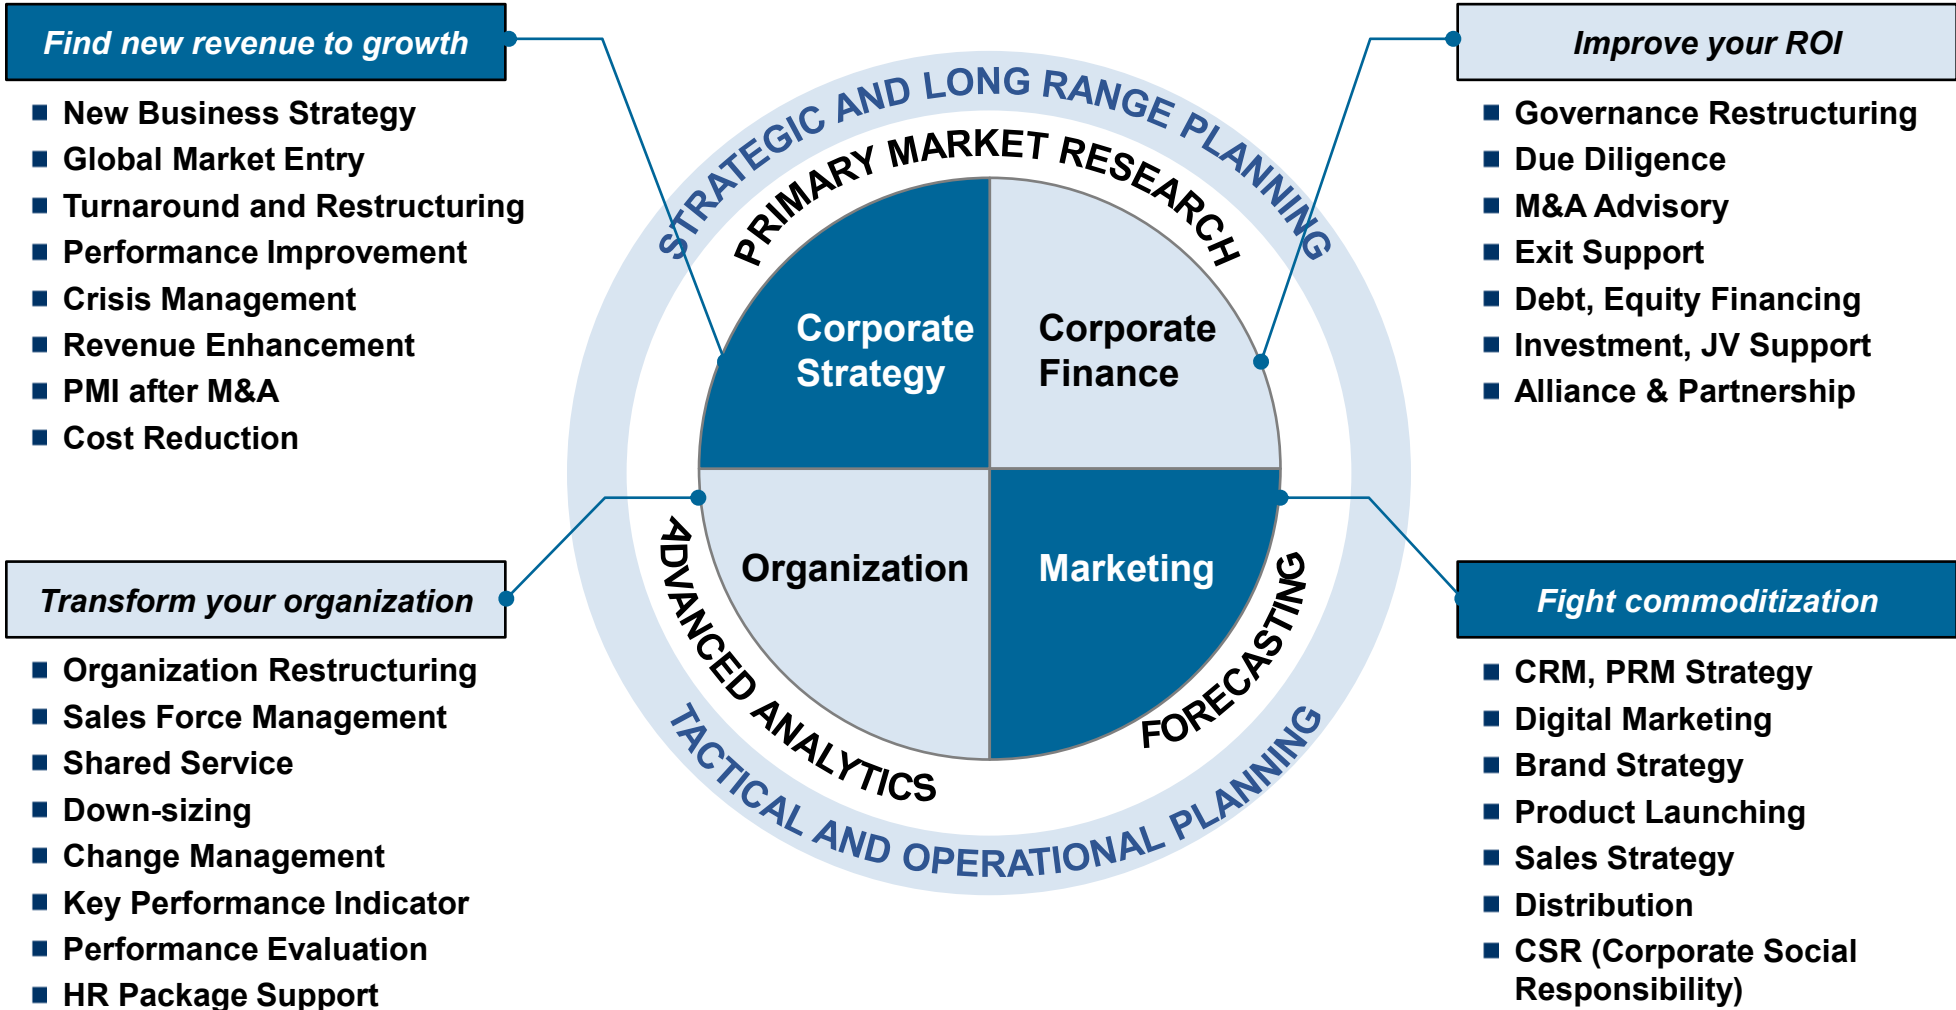 Find new revenue to growth
New Business Strategy
Global Market Entry
Turnaround and Restructuring
Performance Improvement
Crisis Management
Revenue Enhancement
PMI after M&A
Cost Reduction
Improve your ROI
Governance Restructuring
Due Diligence
M&A Advisory
Exit Support
Debt, Equity Financing
Investment, JV Support
Alliance & Partnership
STRATEGIC AND LONG RANGE PLANNING
PRIMARY MARKET RESEARCH
Corporate
Strategy
Corporate
Finance
Organization
Marketing
ADVANCED ANALYTICS
FORECASTING
TACTICAL AND OPERATIONAL PLANNING
Transform your organization
Organization Restructuring
Sales Force Management
Shared Service
Down-sizing
Change Management
Key Performance Indicator
Performance Evaluation
HR Package Support
Fight commoditization
CRM, PRM Strategy
Digital Marketing
Brand Strategy
Product Launching
Sales Strategy
Distribution
CSR (Corporate Social
Responsibility)